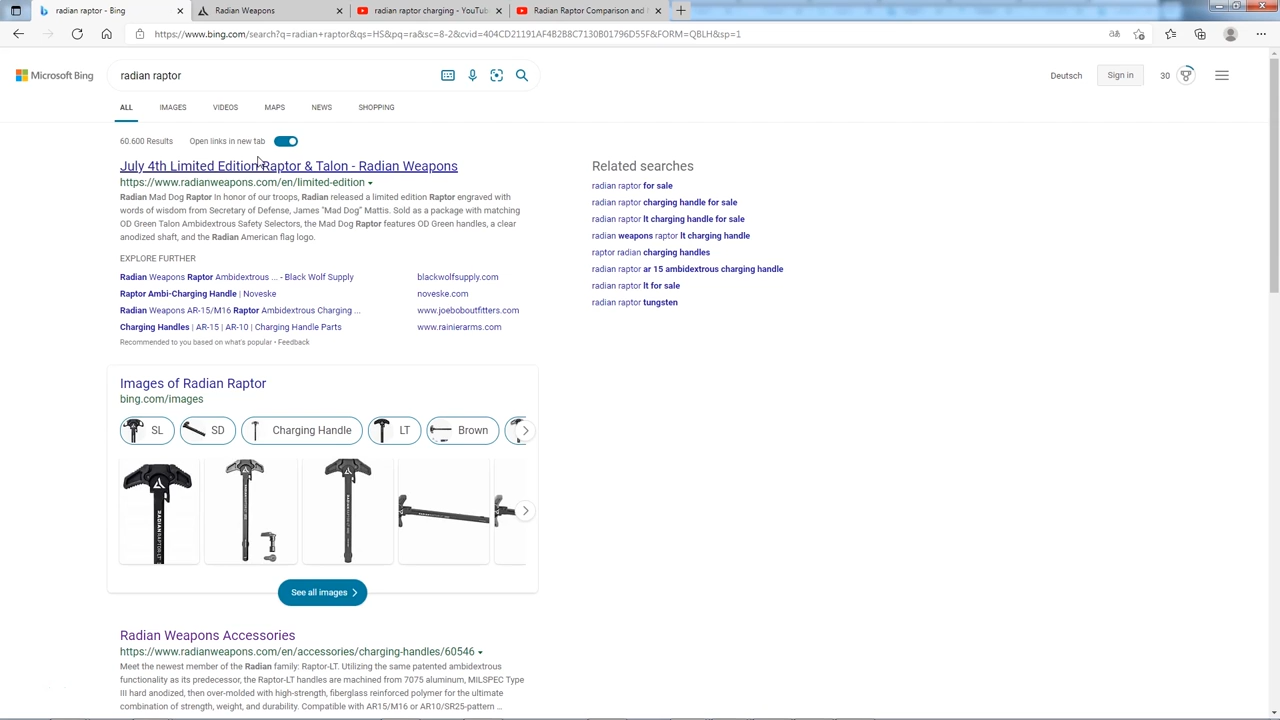 radian raptor - Bing
Radian Weapons
radian raptor charging - YouTub
Radian Raptor Comparison and
https://www.bing.com/search?q=radian+raptor&qs=HS&pq=ra&sc=8-2&cvid=404CD21191AF4B2B8C7130B01796D55F&FORM=QBLH&sp=1
Microsoft Bing
radian raptor
Deutsch
Sign in
30
ALL
IMAGES
VIDEOS
MAPS
NEWS
SHOPPING
60.600 Results
Open links in new tab
July 4th Limited Edition Raptor & Talon - Radian Weapons
https://www.radianweapons.com/en/limited-edition
Radian Mad Dog Raptor In honor of our troops, Radian released a limited edition Raptor engraved with
words of wisdom from Secretary of Defense, James "Mad Dog" Mattis. Sold as a package with matching
OD Green Talon Ambidextrous Safety Selectors, the Mad Dog Raptor features OD Green handles, a clear
anodized shaft, and the Radian American flag logo.
EXPLORE FURTHER
Radian Weapons Raptor Ambidextrous ... - Black Wolf Supply
blackwolfsupply.com
Raptor Ambi-Charging Handle | Noveske
noveske.com
Radian Weapons AR-15/M16 Raptor Ambidextrous Charging ...
www.joeboboutfitters.com
Charging Handles | AR-15 | AR-10 | Charging Handle Parts
www.rainierarms.com
Recommended to you based on what's popular • Feedback
Images of Radian Raptor
bing.com/images
SL
SD
Charging Handle
LT
Brown
See all images
Radian Weapons Accessories
https://www.radianweapons.com/en/accessories/charging-handles/60546
Meet the newest member of the Radian family: Raptor-LT. Utilizing the same patented ambidextrous
functionality as its predecessor, the Raptor-LT handles are machined from 7075 aluminum, MILSPEC Type
III hard anodized, then over-molded with high-strength, fiberglass reinforced polymer for the ultimate
combination of strength, weight, and durability. Compatible with AR15/M16 or AR10/SR25-pattern ...
Related searches
radian raptor for sale
radian raptor charging handle for sale
radian raptor lt charging handle for sale
radian weapons raptor lt charging handle
raptor radian charging handles
radian raptor ar 15 ambidextrous charging handle
radian raptor lt for sale
radian raptor tungsten